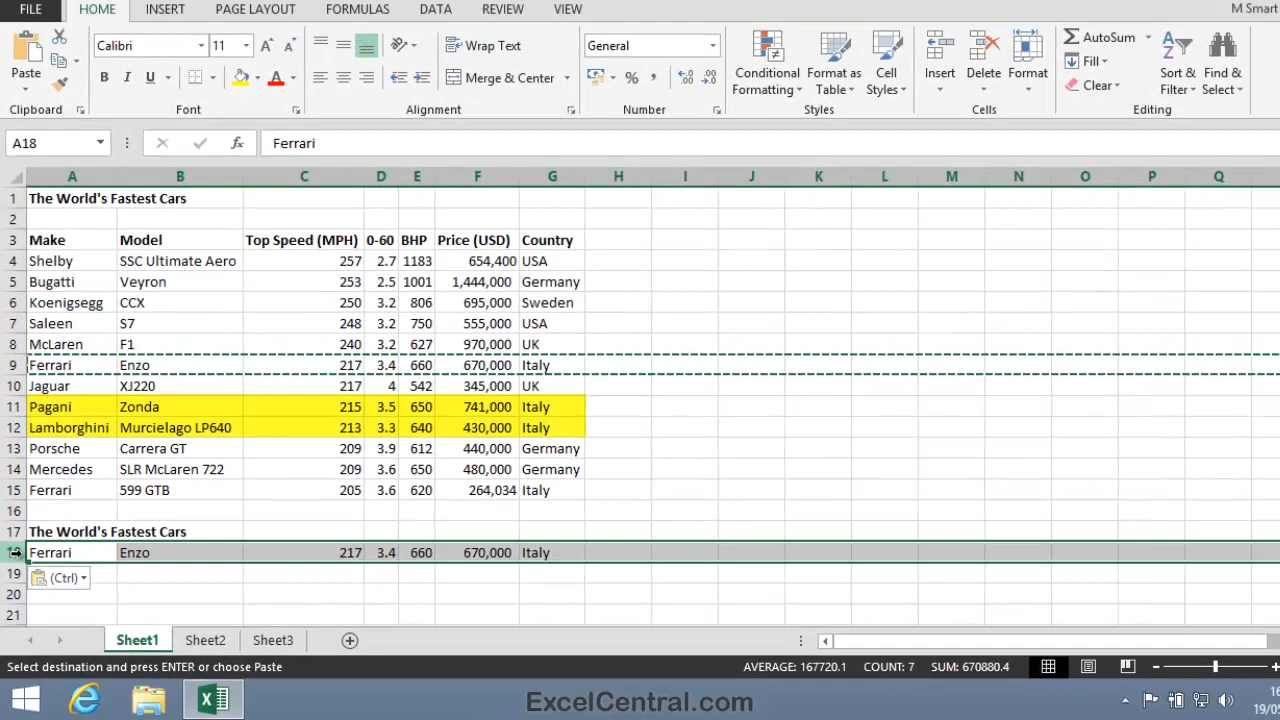 FILE HOME INSERT PAGE LAYOUT FORMULAS DATA REVIEW VIEW M Smart
Paste
Clipboard
Calibri 11
B I U A
Font
Wrap Text
Merge & Center
Alignment
General
%
Number
Conditional Formatting
Format as Table
Cell Styles
Styles
Insert Delete Format
Cells
AutoSum
Fill
Clear
Sort & Filter
Find & Select
Editing
A18 fx Ferrari
A B C D E F G H I J K L M N O P Q
1 The World's Fastest Cars
2
3 Make Model Top Speed (MPH) 0-60 BHP Price (USD) Country
4 Shelby SSC Ultimate Aero 257 2.7 1183 654,400 USA
5 Bugatti Veyron 253 2.5 1001 1,444,000 Germany
6 Koenigsegg CCX 250 3.2 806 695,000 Sweden
7 Saleen S7 248 3.2 750 555,000 USA
8 McLaren F1 240 3.2 627 970,000 UK
9 Ferrari Enzo 217 3.4 660 670,000 Italy
10 Jaguar XJ220 217 4 542 345,000 UK
11 Pagani Zonda 215 3.5 650 741,000 Italy
12 Lamborghini Murcielago LP640 213 3.3 640 430,000 Italy
13 Porsche Carrera GT 209 3.9 612 440,000 Germany
14 Mercedes SLR McLaren 722 209 3.6 650 480,000 Germany
15 Ferrari 599 GTB 205 3.6 620 264,034 Italy
16
17 The World's Fastest Cars
Ferrari Enzo 217 3.4 660 670,000 Italy
19 (Ctrl)
20
21
Sheet1 Sheet2 Sheet3
Select destination and press ENTER or choose Paste AVERAGE: 167720.1 COUNT: 7 SUM: 670880.4
ExcelCentral.com